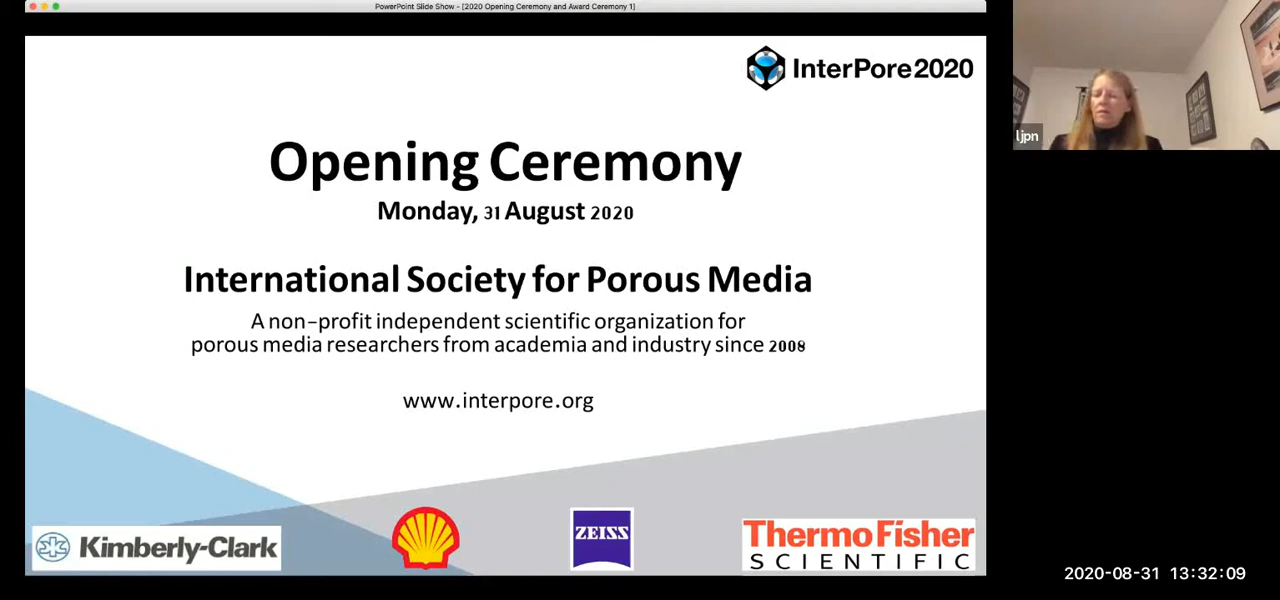 PowerPoint Slide Show - [2020 Opening Ceremony and Award Ceremony 1]
InterPore2020
Opening Ceremony
Monday, 31 August 2020
International Society for Porous Media
A non-profit independent scientific organization for
porous media researchers from academia and industry since 2008
www.interpore.org
Kimberly-Clark
ZEISS
ThermoFisher
SCIENTIFIC
ljpn
2020-08-31 13:32:09